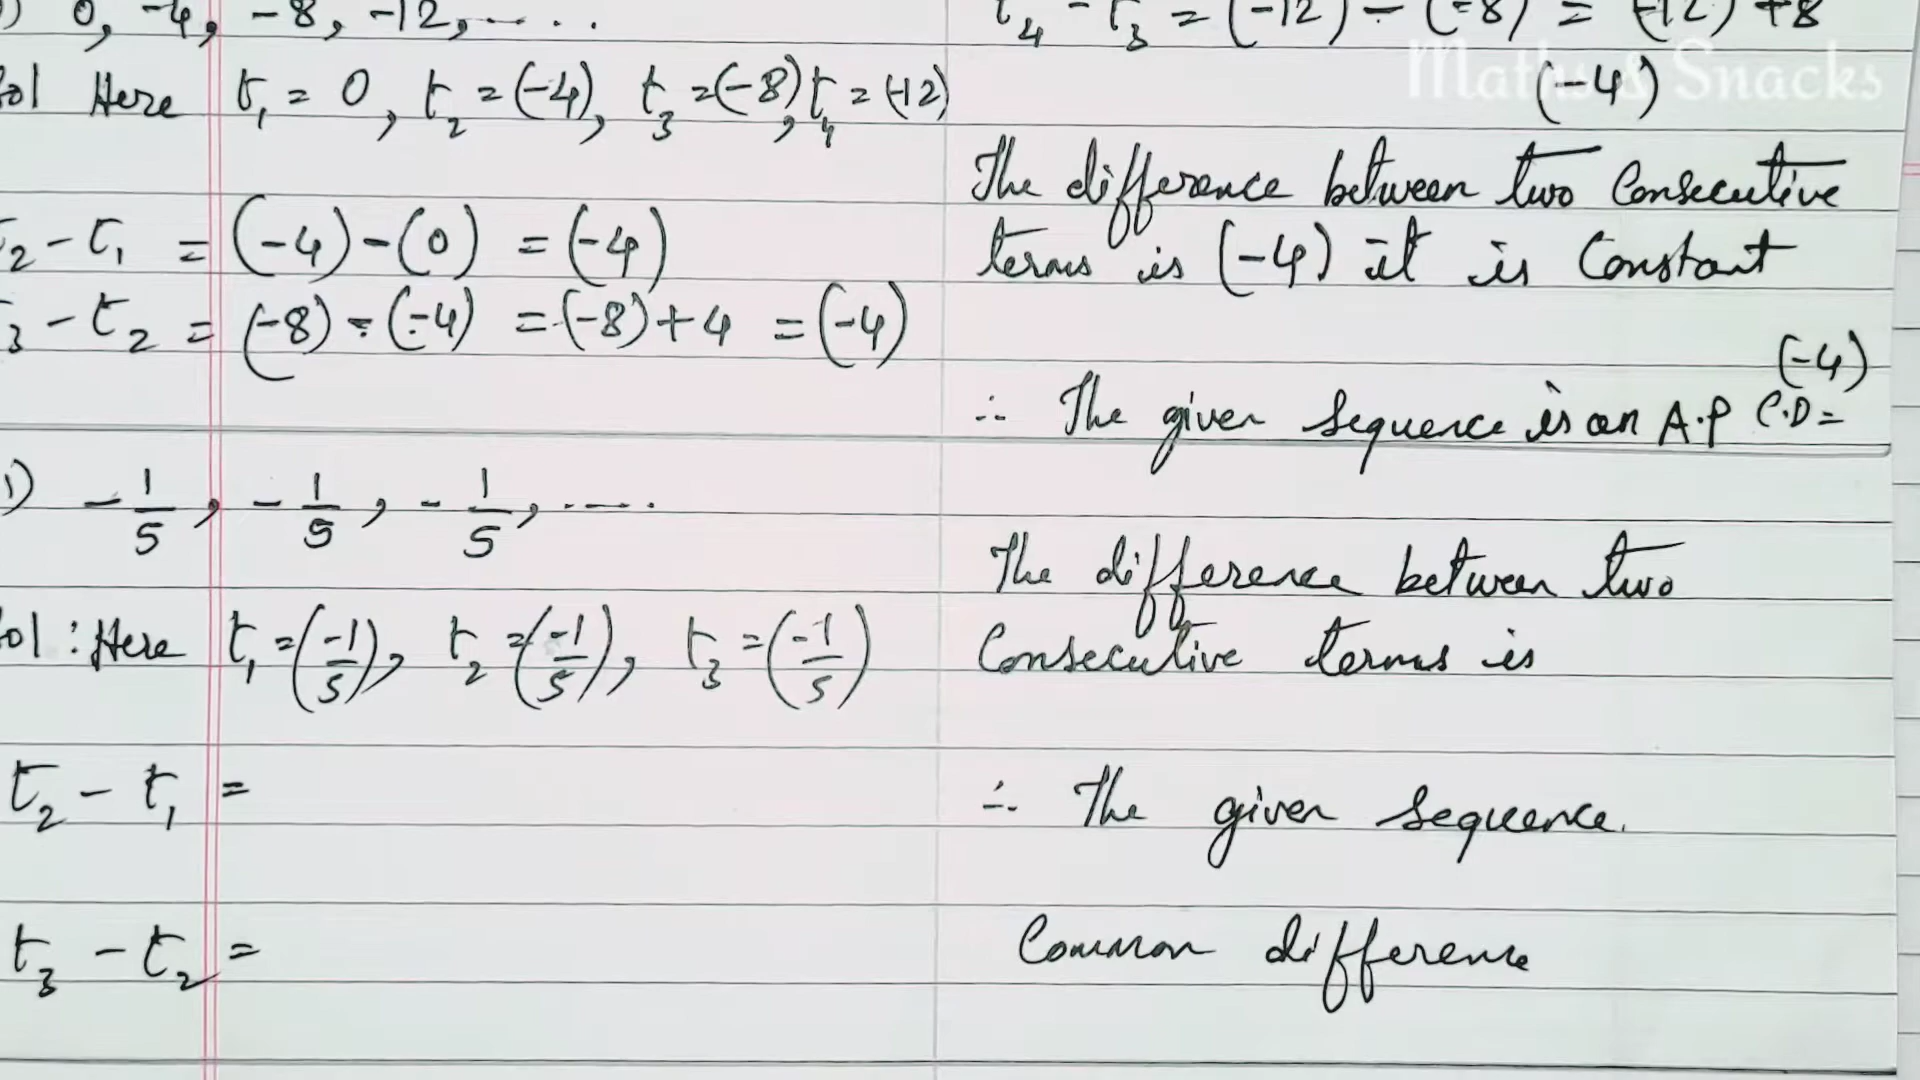 0, -4, -8, -12, ....
Sol Here t₁ = 0, t₂ = (-4), t₃ = (-8), t₄ = (-12)
t₂ - t₁ = (-4) - (0) = (-4)
t₃ - t₂ = (-8) - (-4) = (-8) + 4 = (-4)
t₄ - t₃ = (-12) - (-8) = (-12) + 8
(-4)
Maths & Snacks
The difference between two Consecutive
terms is (-4) it is Constant
(-4)
∴ The given sequence is an A.P C.D =
-1/5, -1/5, -1/5, ....
Sol : Here t₁ = (-1/5), t₂ = (-1/5), t₃ = (-1/5)
t₂ - t₁ =
t₃ - t₂ =
The difference between two
Consecutive terms is
∴ The given sequence.
Common difference